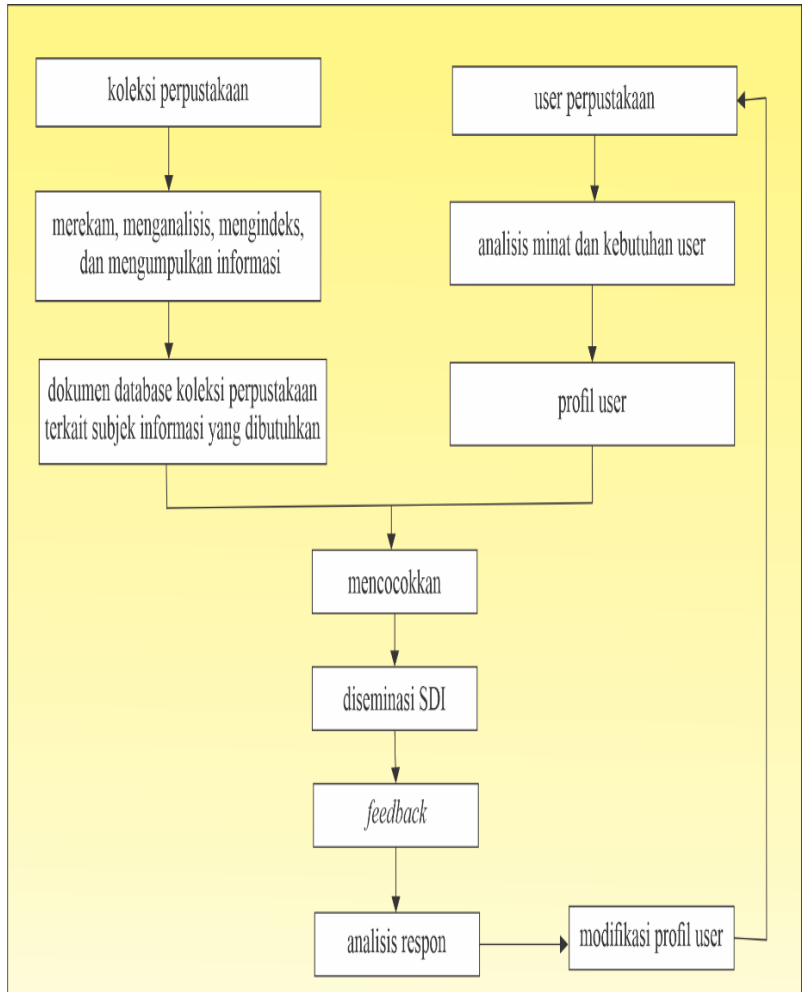 koleksi perpustakaan
merekam, menganalisis, mengindeks,
dan mengumpulkan informasi
dokumen database koleksi perpustakaan
terkait subjek informasi yang dibutuhkan
user perpustakaan
analisis minat dan kebutuhan user
profil user
mencocokkan
diseminasi SDI
feedback
analisis respon
modifikasi profil user